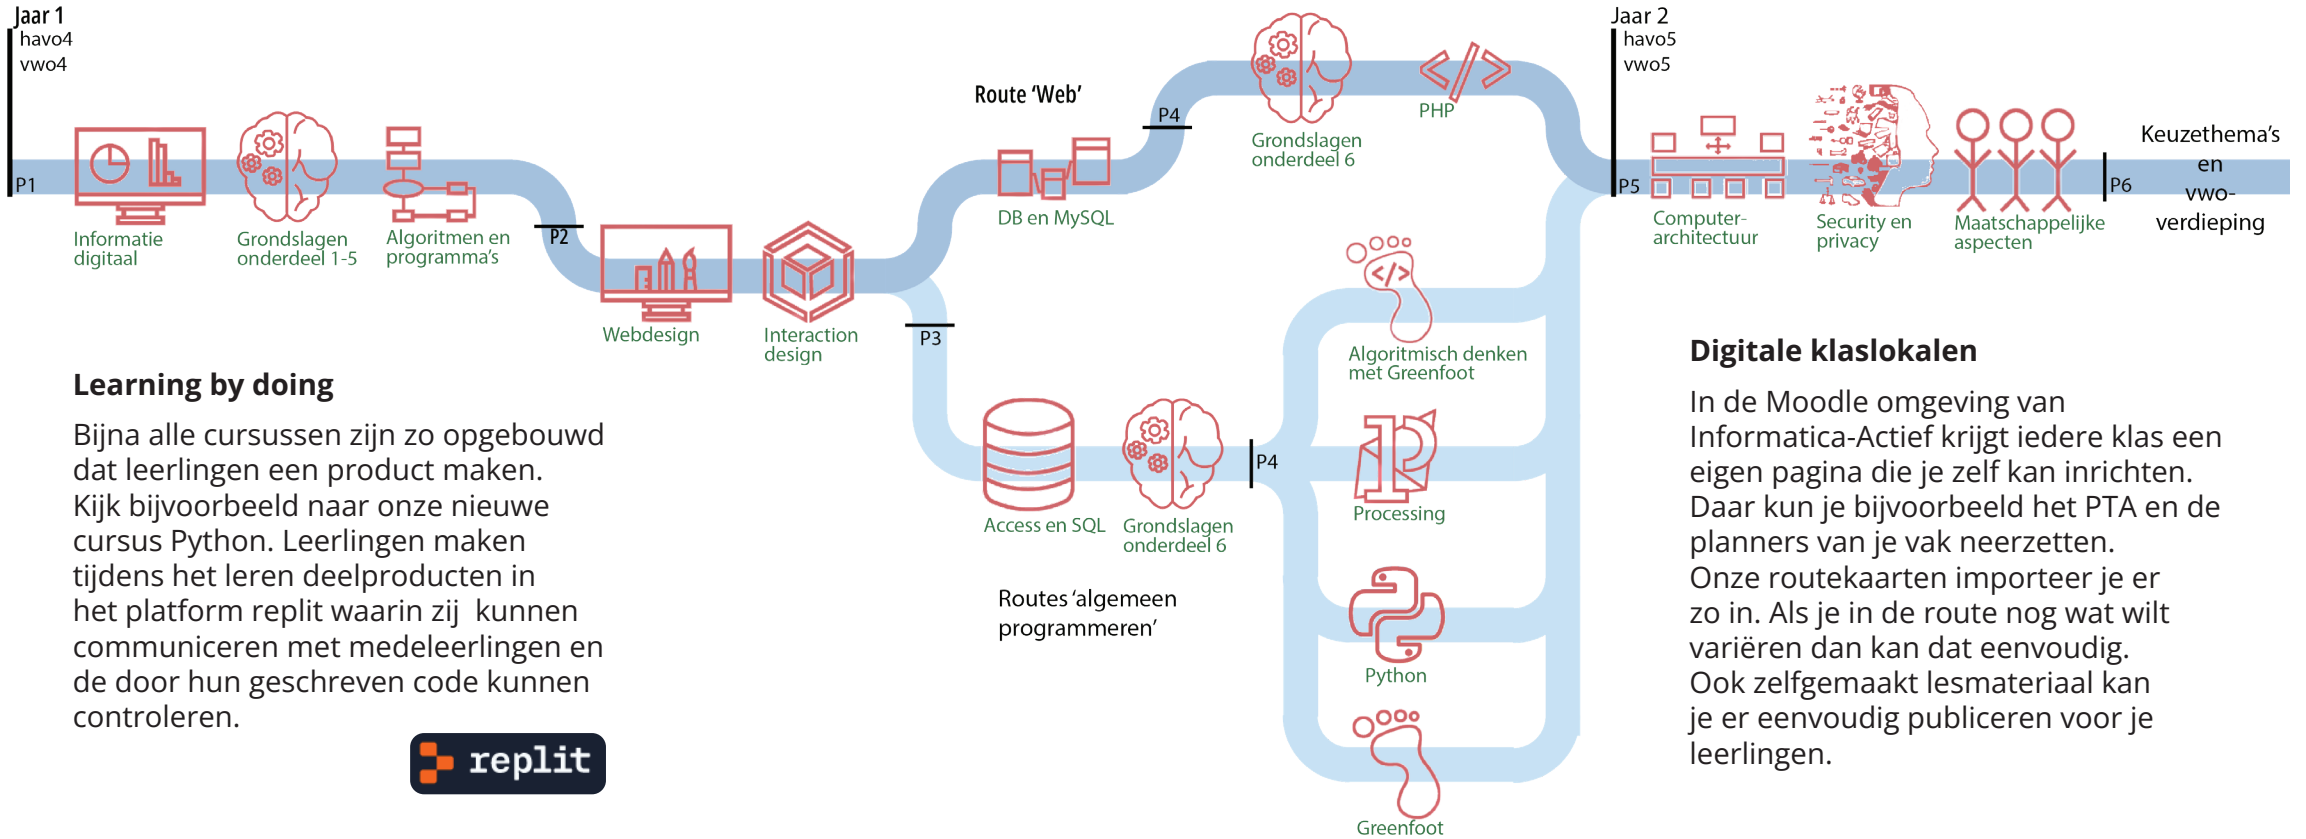 Jaar 1
havo4
vwo4
P1
Informatie
digitaal
Grondslagen
onderdeel 1-5
Algoritmen en
programma's
P2
Webdesign
Interaction
design
Route ‘Web’
DB en MySQL
P4
Grondslagen
onderdeel 6
PHP
P3
Access en SQL
Grondslagen
onderdeel 6
P4
Routes ‘algemeen
programmeren’
Algoritmisch denken
met Greenfoot
Processing
Python
Greenfoot
Jaar 2
havo5
vwo5
P5
Computer-
architectuur
Security en
privacy
Maatschappelijke
aspecten
P6
Keuzethema's
en
vwo-
verdieping
Learning by doing
Bijna alle cursussen zijn zo opgebouwd
dat leerlingen een product maken.
Kijk bijvoorbeeld naar onze nieuwe
cursus Python. Leerlingen maken
tijdens het leren deelproducten in
het platform replit waarin zij  kunnen
communiceren met medeleerlingen en
de door hun geschreven code kunnen
controleren.
replit
Digitale klaslokalen
In de Moodle omgeving van
Informatica-Actief krijgt iedere klas een
eigen pagina die je zelf kan inrichten.
Daar kun je bijvoorbeeld het PTA en de
planners van je vak neerzetten.
Onze routekaarten importeer je er
zo in. Als je in de route nog wat wilt
variëren dan kan dat eenvoudig.
Ook zelfgemaakt lesmateriaal kan
je er eenvoudig publiceren voor je
leerlingen.